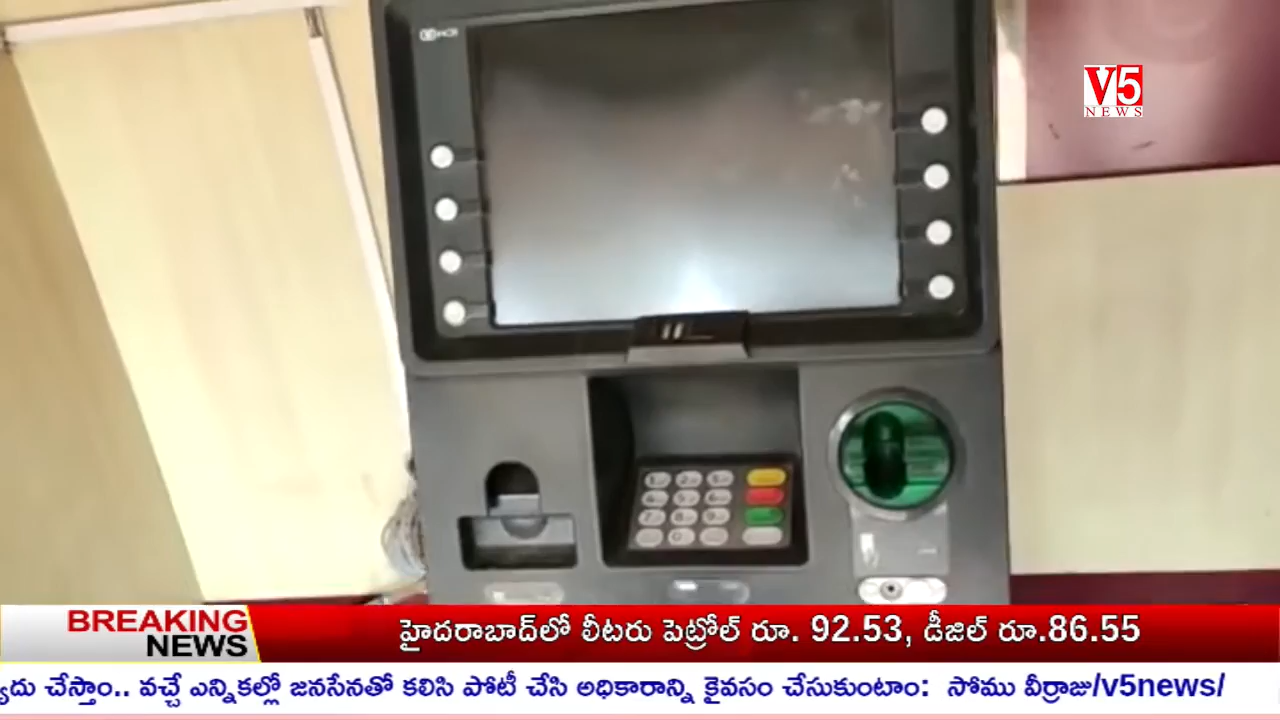 NCR
V5
NEWS
BREAKING
NEWS
హైదరాబాద్‌లో లీటరు పెట్రోల్ రూ. 92.53, డీజిల్ రూ.86.55
చేస్తాం.. వచ్చే ఎన్నికల్లో జనసేనతో కలిసి పోటీ చేసి అధికారాన్ని కైవసం చేసుకుంటాం: సోము వీర్రాజు/v5news/